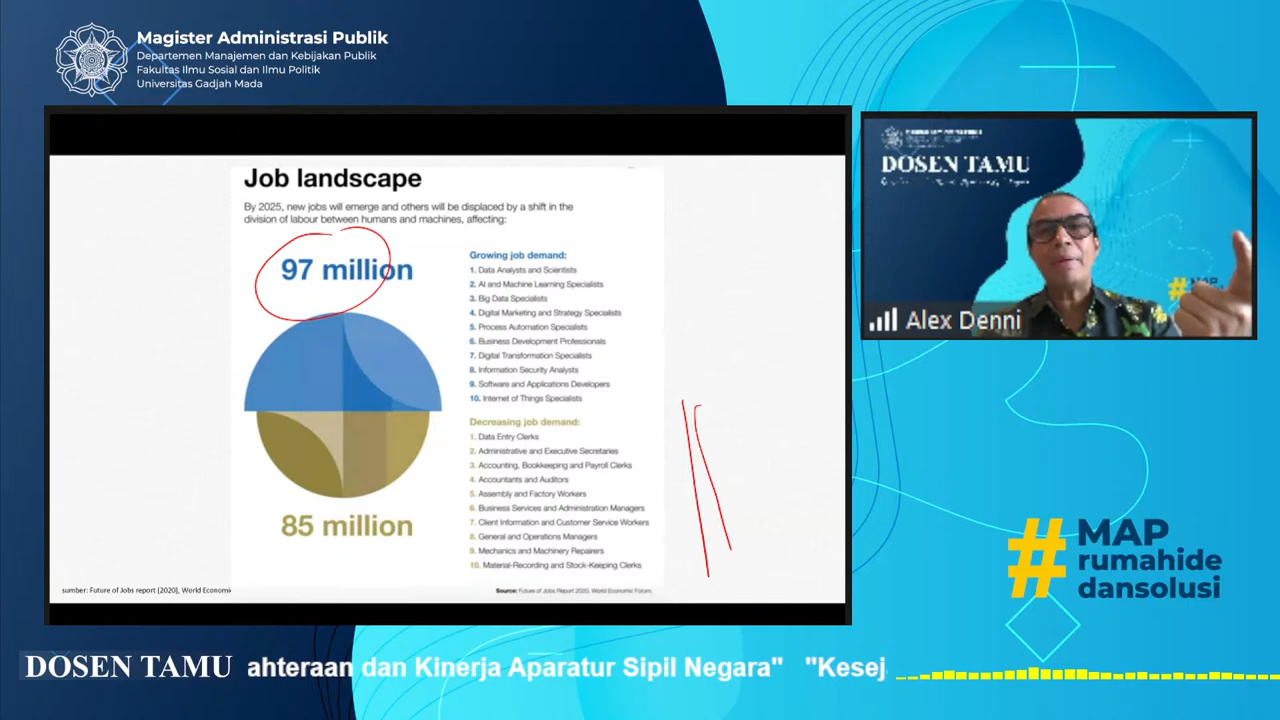 Magister Administrasi Publik
Departemen Manajemen dan Kebijakan Publik
Fakultas Ilmu Sosial dan Ilmu Politik
Universitas Gadjah Mada
Job landscape
By 2025, new jobs will emerge and others will be displaced by a shift in the
division of labour between humans and machines, affecting:
97 million
Growing job demand:
1. Data Analysts and Scientists
2. AI and Machine Learning Specialists
3. Big Data Specialists
4. Digital Marketing and Strategy Specialists
5. Process Automation Specialists
6. Business Development Professionals
7. Digital Transformation Specialists
8. Information Security Analysts
9. Software and Applications Developers
10. Internet of Things Specialists
Decreasing job demand:
1. Data Entry Clerks
2. Administrative and Executive Secretaries
3. Accounting, Bookkeeping and Payroll Clerks
4. Accountants and Auditors
5. Assembly and Factory Workers
6. Business Services and Administration Managers
7. Client Information and Customer Service Workers
8. General and Operations Managers
9. Mechanics and Machinery Repairers
10. Material-Recording and Stock-Keeping Clerks
85 million
sumber: Future of Jobs report (2020), World Economi
Source: Future of Jobs Report 2020, World Economic Forum.
DOSEN TAMU
Alex Denni
# MAP
rumahide
dansolusi
DOSEN TAMU ahteraan dan Kinerja Aparatur Sipil Negara" "Kesej